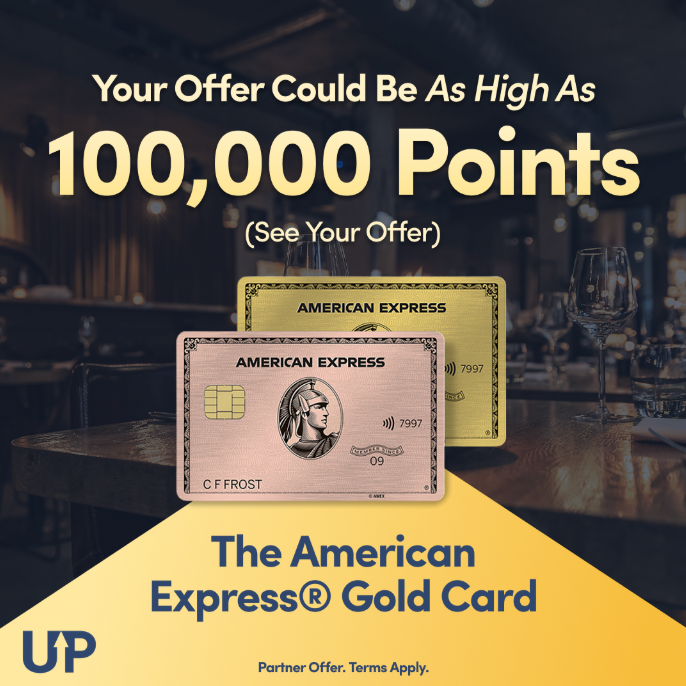 Your Offer Could Be As High As
100,000 Points
(See Your Offer)
AMERICAN EXPRESS
7997
AMERICAN EXPRESS
7997
MEMBER SINCE
09
C F FROST
© AMEX
®
The American
Express® Gold Card
UP
Partner Offer. Terms Apply.